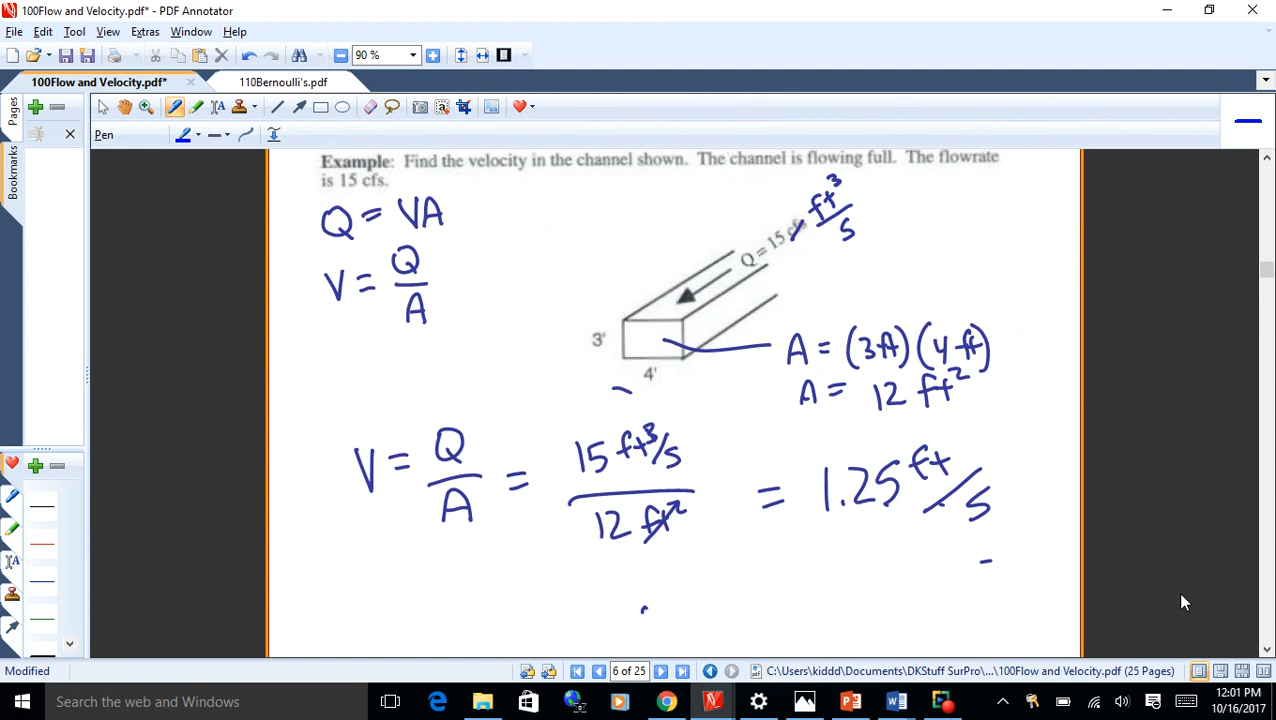 100Flow and Velocity.pdf* - PDF Annotator
File Edit Tool View Extras Window Help
90 %
100Flow and Velocity.pdf* 110Bernoulli's.pdf
Pages
Bookmarks
Pen
Example: Find the velocity in the channel shown. The channel is flowing full. The flowrate
is 15 cfs.
Q = VA
V = Q/A
Q = 15 cfs ft³/s
3'
4'
A = (3ft)(4ft)
A = 12 ft²
V = Q/A = 15 ft³/s / 12 ft² = 1.25 ft/s
Modified
6 of 25
C:\Users\kiddd\Documents\DKStuff SurPro\...\100Flow and Velocity.pdf (25 Pages)
Search the web and Windows
12:01 PM
10/16/2017